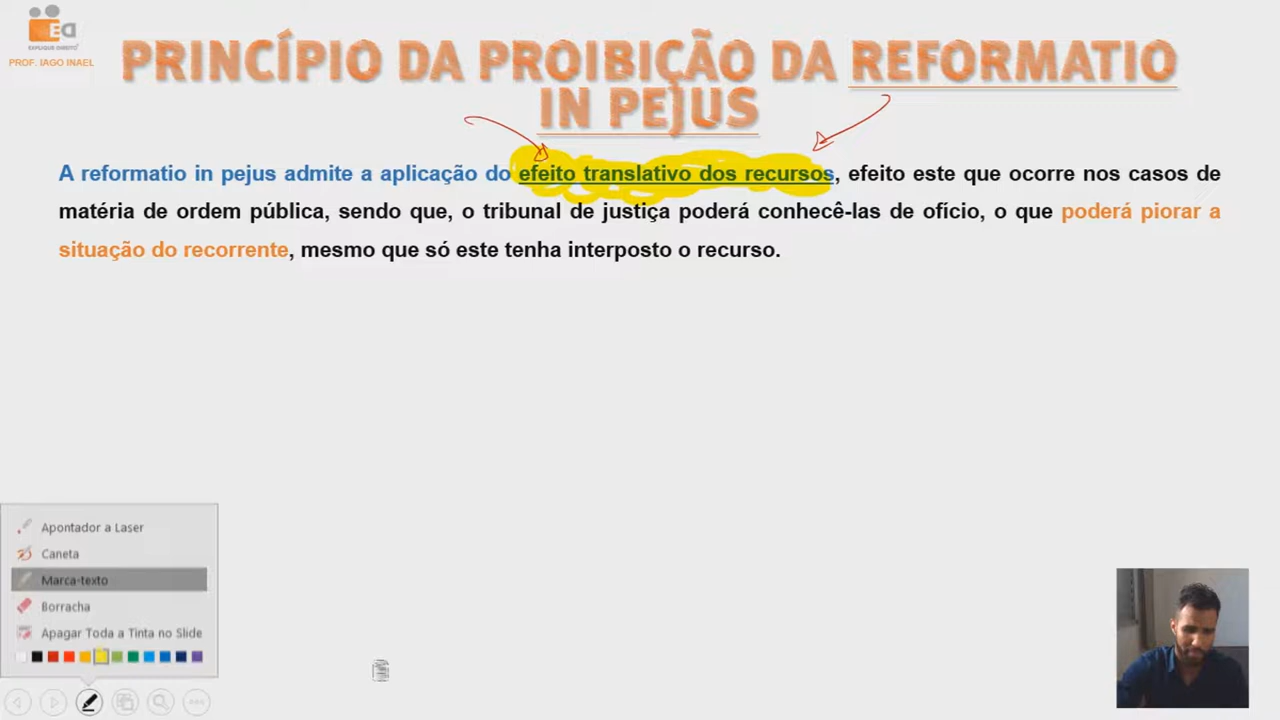 ED
EXPLIQUE DIREITO
PROF. IAGO INAEL
PRINCÍPIO DA PROIBIÇÃO DA REFORMATIO
IN PEJUS
A reformatio in pejus admite a aplicação do efeito translativo dos recursos, efeito este que ocorre nos casos de
matéria de ordem pública, sendo que, o tribunal de justiça poderá conhecê-las de ofício, o que poderá piorar a
situação do recorrente, mesmo que só este tenha interposto o recurso.
Apontador a Laser
Caneta
Marca-texto
Borracha
Apagar Toda a Tinta no Slide